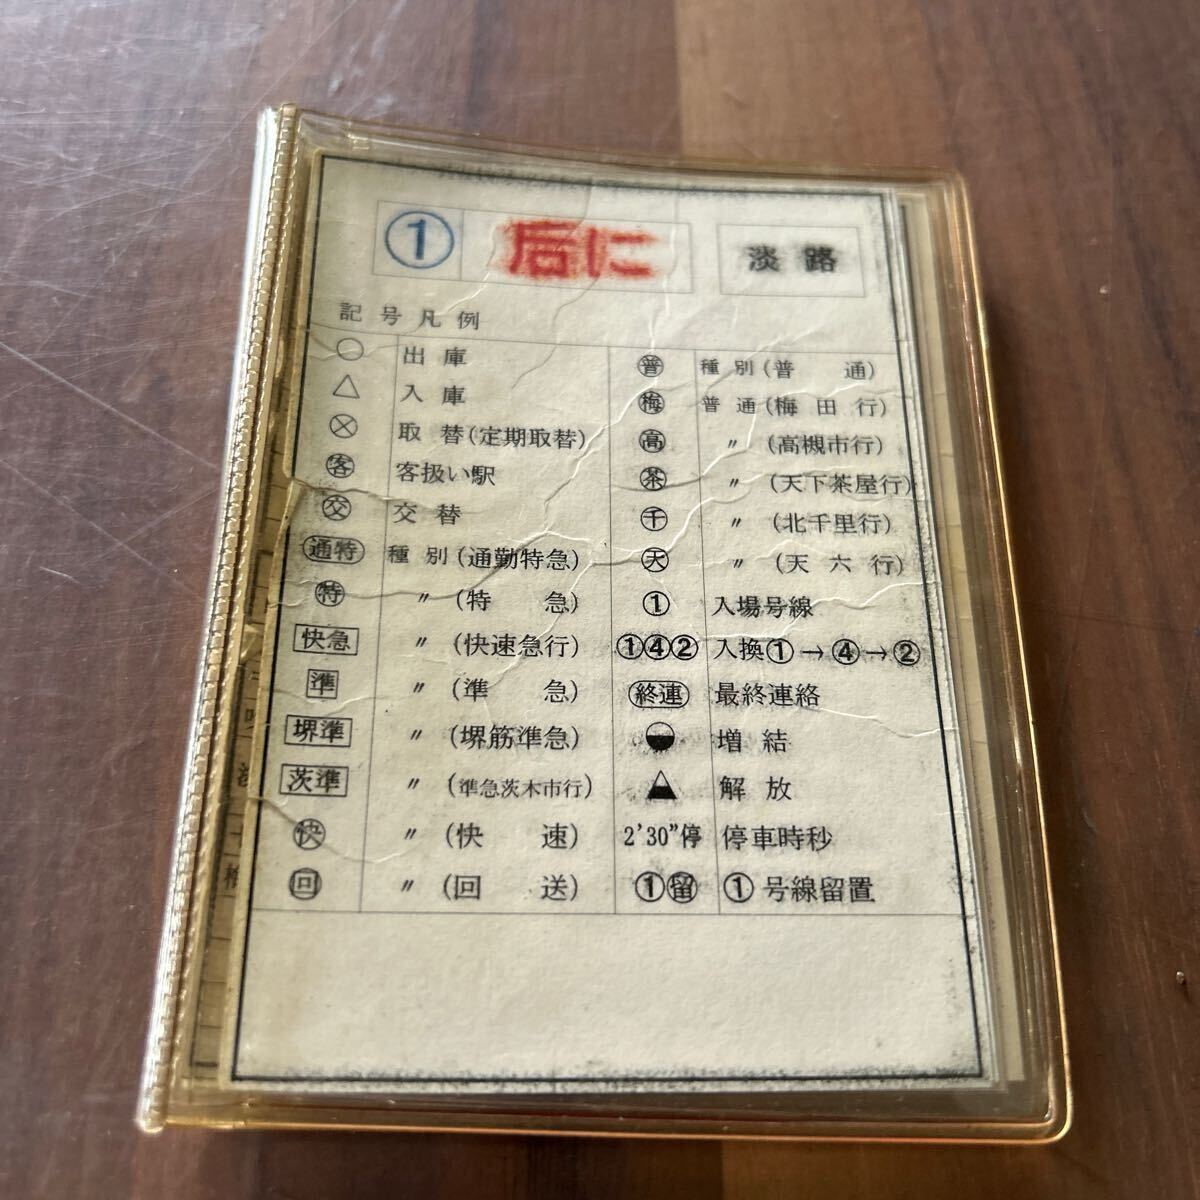 ① 后に 淡路
記号凡例
○ 出庫 ㊫ 種別(普通)
△ 入庫 梅 普通(梅田行)
⊗ 取替(定期取替) 高 〃 (高槻市行)
客 客扱い駅 茶 〃 (天下茶屋行)
交 交替 千 〃 (北千里行)
通特 種別(通勤特急) 天 〃 (天六行)
特 〃 (特急) ① 入場号線
快急 〃 (快速急行) ①④② 入換①→④→②
準 〃 (準急) 終連 最終連絡
堺準 〃 (堺筋準急) 増結
茨準 〃 (準急茨木市行) 解放
快 〃 (快速) 2'30"停 停車時秒
回 〃 (回送) ①留 ①号線留置